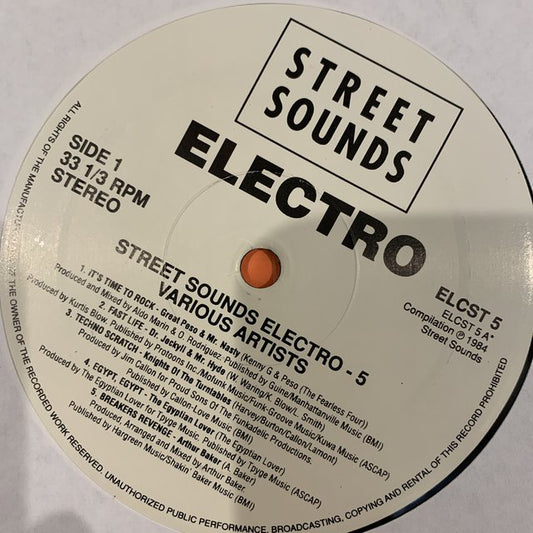 STREET
SOUNDS
ELECTRO
SIDE 1
33 1/3 RPM
STEREO
ELCST 5
ELCST 5 A*
Compilation ℗ 1984
Street Sounds
STREET SOUNDS ELECTRO - 5
VARIOUS ARTISTS
1. IT'S TIME TO ROCK - Great Peso & Mr. Nasty (Kenny G & Peso (The Fearless Four))
Produced and Mixed by Aldo Marin & O. Rodriguez. Published by Guine/Manhattanville Music (BMI)
2. FAST LIFE - Dr. Jeckyll & Mr. Hyde (W. Waring/K. Blow/L. Smith)
Produced by Kurtis Blow. Published by Protoons Inc./Mofunk Music/Funk-Groove Music/Kuwa Music (ASCAP)
3. TECHNO SCRATCH - Knights Of The Turntables (Harvey/Burton/Callon/Lamont)
Produced by Jim Callon for Proud Sons Of The Funkadelic Productions.
Published by Callon-Love Music (BMI)
4. EGYPT, EGYPT - The Egyptian Lover (The Egyptian Lover)
Produced by The Egyptian Lover for Tpyge Music. Published by Tpyge Music (ASCAP)
5. BREAKERS REVENGE - Arthur Baker (A. Baker)
Produced, Arranged and Mixed by Arthur Baker.
Published by Hargreen Music/Shakin Baker Music (BMI)
ALL RIGHTS OF THE MANUFACTURER OF THE OWNER OF THE RECORDED WORK RESERVED, UNAUTHORIZED PUBLIC PERFORMANCE, BROADCASTING, COPYING AND RENTAL OF THIS RECORD PROHIBITED